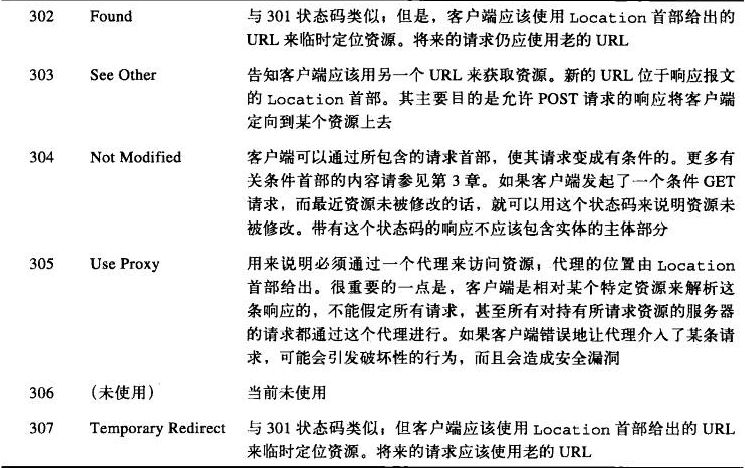 302 Found 与 301 状态码类似；但是，客户端应该使用 Location 首部给出的
URL 来临时定位资源。将来的请求仍应使用老的 URL
303 See Other 告知客户端应该用另一个 URL 来获取资源。新的 URL 位于响应报文
的 Location 首部。其主要目的是允许 POST 请求的响应将客户端
定向到某个资源上去
304 Not Modified 客户端可以通过所包含的请求首部，使其请求变成有条件的。更多有
关条件首部的内容请参见第 3 章。如果客户端发起了一个条件 GET
请求，而最近资源未被修改的话，就可以用这个状态码来说明资源未
被修改。带有这个状态码的响应不应该包含实体的主体部分
305 Use Proxy 用来说明必须通过一个代理来访问资源；代理的位置由 Location
首部给出。很重要的一点是，客户端是相对某个特定资源来解析这
条响应的，不能假定所有请求，甚至所有对持有所请求资源的服务器
的请求都通过这个代理进行。如果客户端错误地让代理介入了某条请
求，可能会引发破坏性的行为，而且会造成安全漏洞
306 （未使用） 当前未使用
307 Temporary Redirect 与 301 状态码类似；但客户端应该使用 Location 首部给出的 URL
来临时定位资源。将来的请求应该使用老的 URL